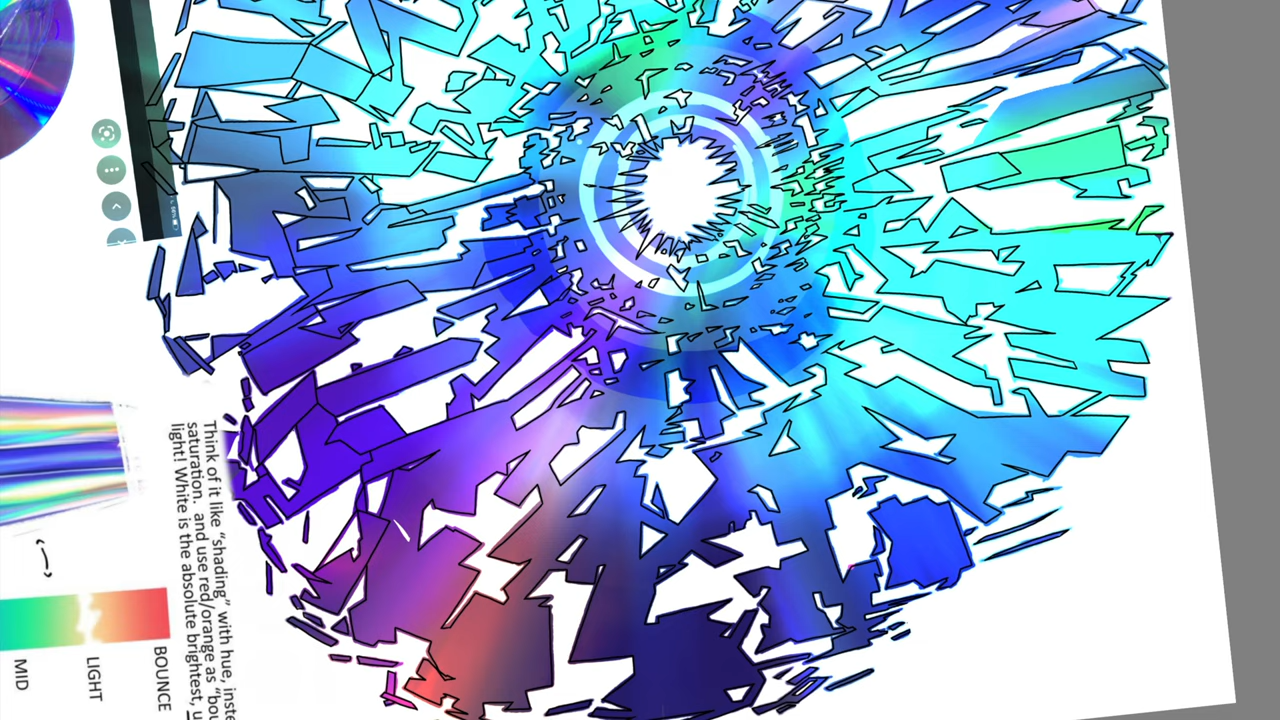 Think of it like "shading" with hue, inste
saturation. and use red/orange as "bou
light! White is the absolute brightest, u
BOUNCE
LIGHT
MID